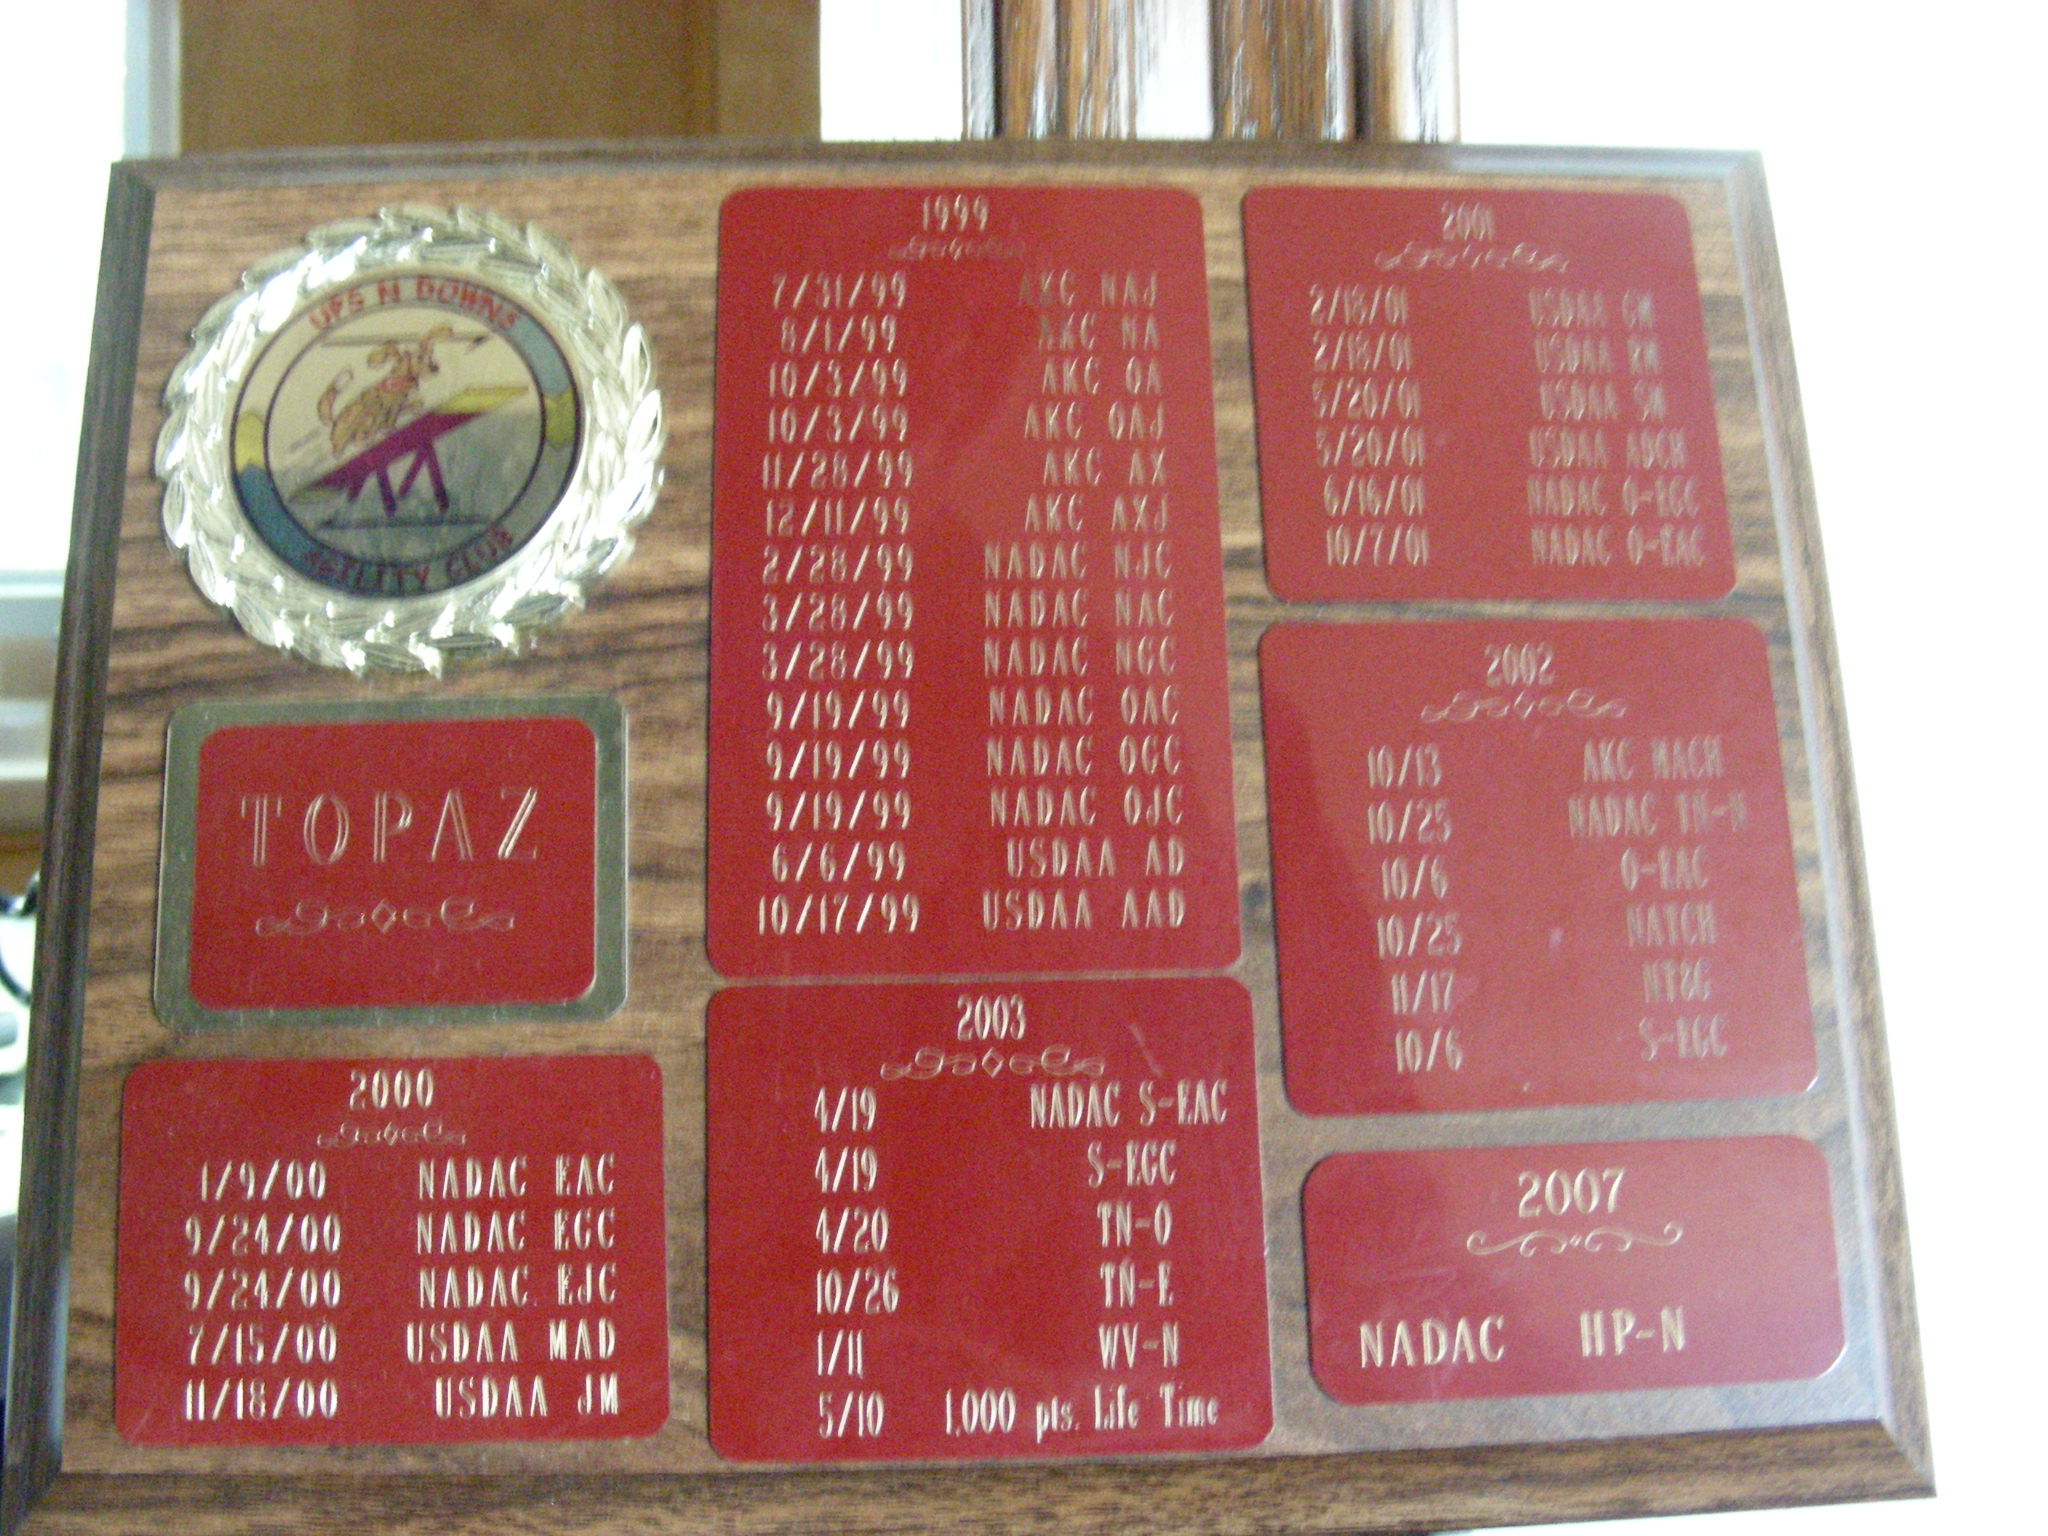 UPS N DOWNS
AGILITY CLUB
TOPAZ
2000
1/9/00 NADAC EAC
9/24/00 NADAC EGC
9/24/00 NADAC EJC
7/15/00 USDAA MAD
11/18/00 USDAA JM
1999
7/31/99 AKC NAJ
8/1/99 AKC NA
10/3/99 AKC OA
10/3/99 AKC OAJ
11/28/99 AKC AX
12/11/99 AKC AXJ
2/28/99 NADAC NJC
3/28/99 NADAC NAC
3/28/99 NADAC NGC
9/19/99 NADAC OAC
9/19/99 NADAC OGC
9/19/99 NADAC OJC
6/6/99 USDAA AD
10/17/99 USDAA AAD
2003
4/19 NADAC S-EAC
4/19 S-EGC
4/20 TN-O
10/26 TN-E
1/11 WV-N
5/10 1,000 pts. Life Time
2001
2/18/01 USDAA GM
2/18/01 USDAA RM
5/20/01 USDAA SM
5/20/01 USDAA ADCH
6/16/01 NADAC O-EGC
10/7/01 NADAC O-EAC
2002
10/13 AKC MACH
10/25 NADAC TN-N
10/6 O-EAC
10/25 NATCH
11/17
10/6 S-EGC
2007
NADAC HP-N